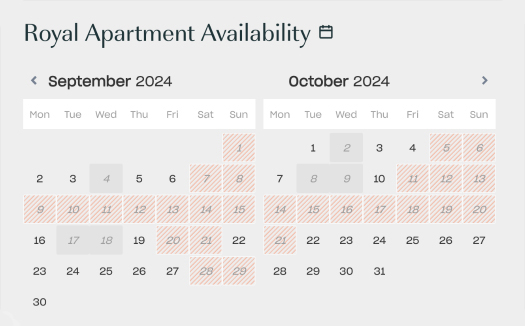 Royal Apartment Availability
September 2024
Mon Tue Wed Thu Fri Sat Sun
1
2 3 4 5 6 7 8
9 10 11 12 13 14 15
16 17 18 19 20 21 22
23 24 25 26 27 28 29
30
October 2024
Mon Tue Wed Thu Fri Sat Sun
1 2 3 4 5 6
7 8 9 10 11 12 13
14 15 16 17 18 19 20
21 22 23 24 25 26 27
28 29 30 31